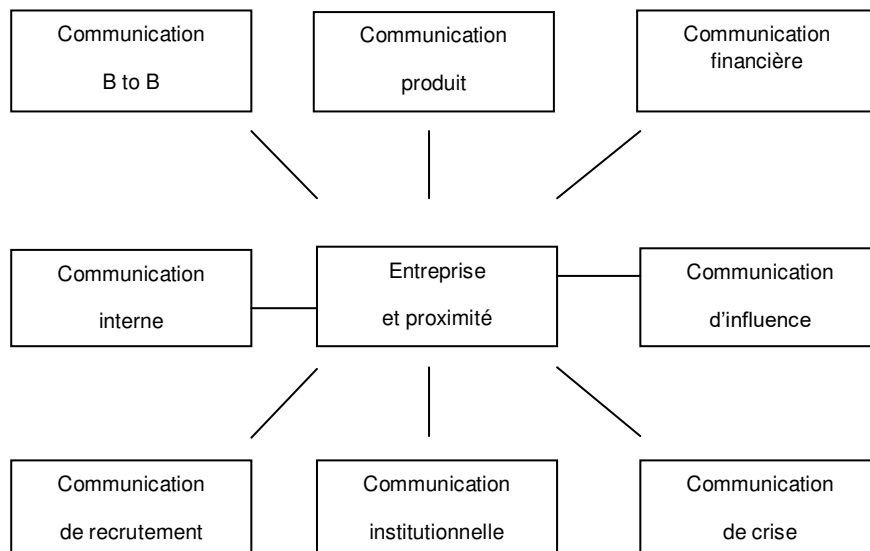 Communication
B to B
Communication
produit
Communication
financière
Communication
interne
Entreprise
et proximité
Communication
d'influence
Communication
de recrutement
Communication
institutionnelle
Communication
de crise